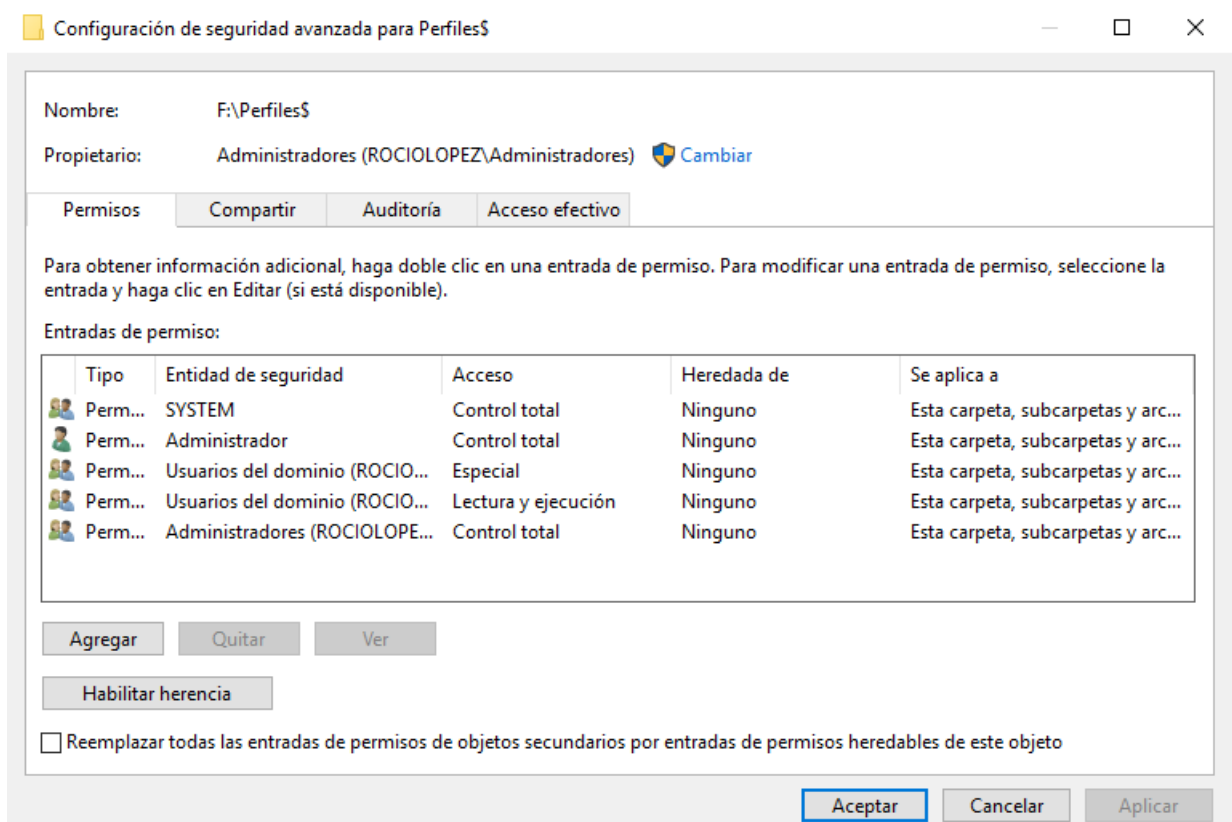 Configuración de seguridad avanzada para Perfiles$
Nombre: F:\Perfiles$
Propietario: Administradores (ROCIOLOPEZ\Administradores) Cambiar
Permisos Compartir Auditoría Acceso efectivo
Para obtener información adicional, haga doble clic en una entrada de permiso. Para modificar una entrada de permiso, seleccione la
entrada y haga clic en Editar (si está disponible).
Entradas de permiso:
Tipo Entidad de seguridad Acceso Heredada de Se aplica a
Perm... SYSTEM Control total Ninguno Esta carpeta, subcarpetas y arc...
Perm... Administrador Control total Ninguno Esta carpeta, subcarpetas y arc...
Perm... Usuarios del dominio (ROCIO... Especial Ninguno Esta carpeta, subcarpetas y arc...
Perm... Usuarios del dominio (ROCIO... Lectura y ejecución Ninguno Esta carpeta, subcarpetas y arc...
Perm... Administradores (ROCIOLOPE... Control total Ninguno Esta carpeta, subcarpetas y arc...
Agregar Quitar Ver
Habilitar herencia
Reemplazar todas las entradas de permisos de objetos secundarios por entradas de permisos heredables de este objeto
Aceptar Cancelar Aplicar